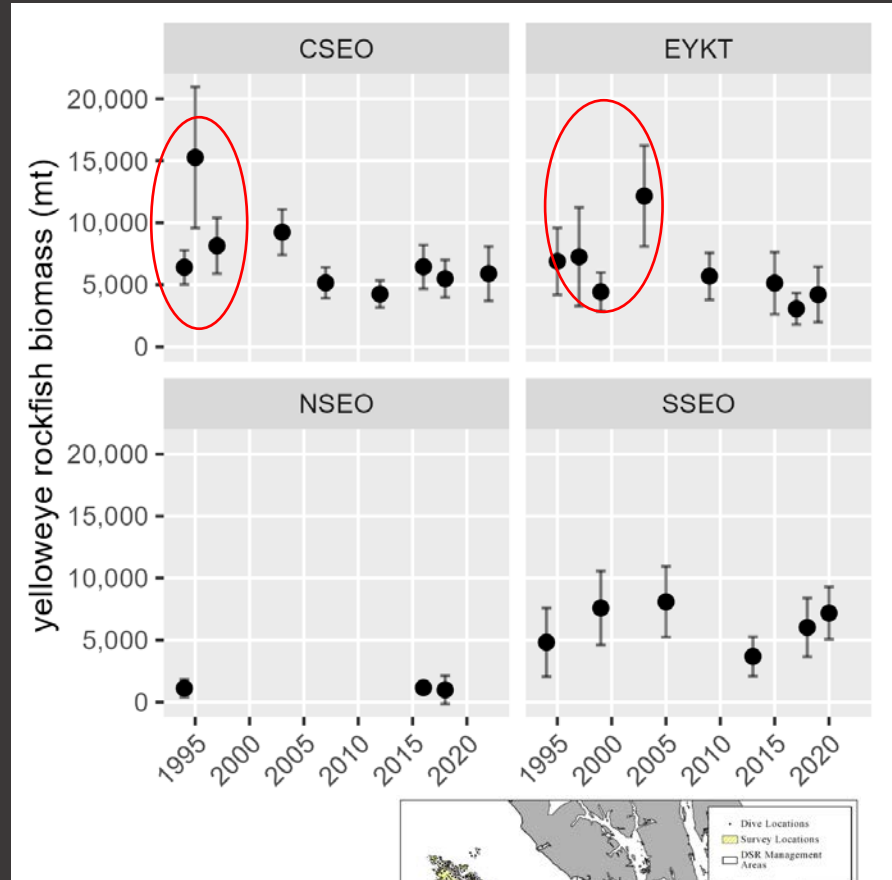 CSEO
EYKT
yelloweye rockfish biomass (mt)
20,000
15,000
10,000
5,000
0
NSEO
SSEO
20,000
15,000
10,000
5,000
0
1995
2000
2005
2010
2015
2020
1995
2000
2005
2010
2015
2020
Dive Locations
Survey Locations
DSR Management
Areas